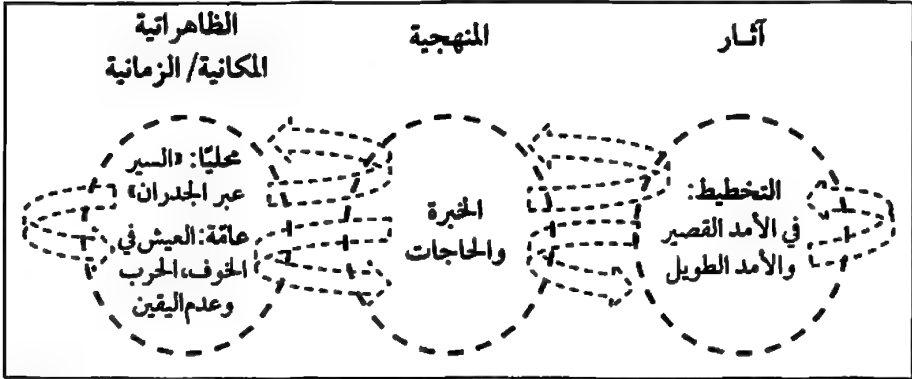 آثار
المنهجية
الظاهراتية
المكانية/ الزمانية
التخطيط:
في الأمد القصير
والأمد الطويل
الخبرة
والحاجات
محليًا: «السير
عبر الجدران»
عامّة: العيش في
الخوف، الحرب
وعدم اليقين